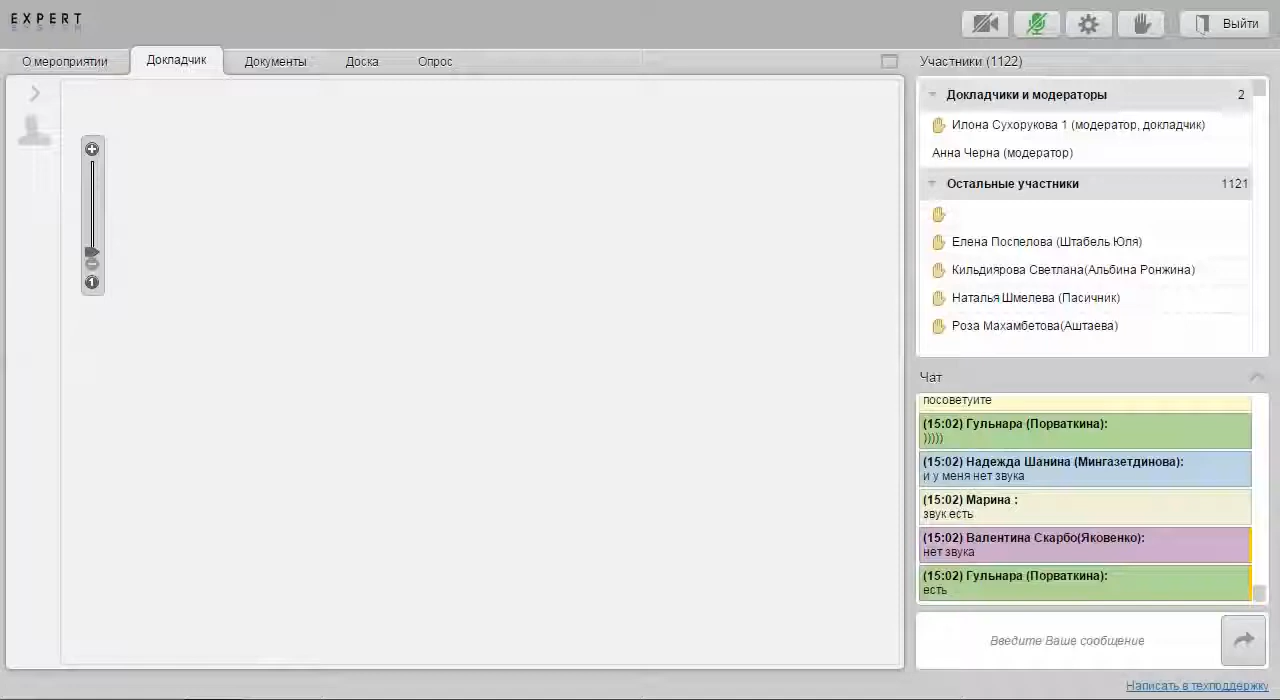 EXPERT
SYSTEM
Выйти
О мероприятии
Докладчик
Документы
Доска
Опрос
Участники (1122)
Докладчики и модераторы 2
Илона Сухорукова 1 (модератор, докладчик)
Анна Черна (модератор)
Остальные участники 1121
Елена Поспелова (Штабель Юля)
Кильдиярова Светлана(Альбина Ронжина)
Наталья Шмелева (Пасичник)
Роза Махамбетова(Аштаева)
1
Чат
посоветуйте
(15:02) Гульнара (Порваткина):
)))))
(15:02) Надежда Шанина (Мингазетдинова):
и у меня нет звука
(15:02) Марина :
звук есть
(15:02) Валентина Скарбо(Яковенко):
нет звука
(15:02) Гульнара (Порваткина):
есть
Введите Ваше сообщение
Написать в техподдержку